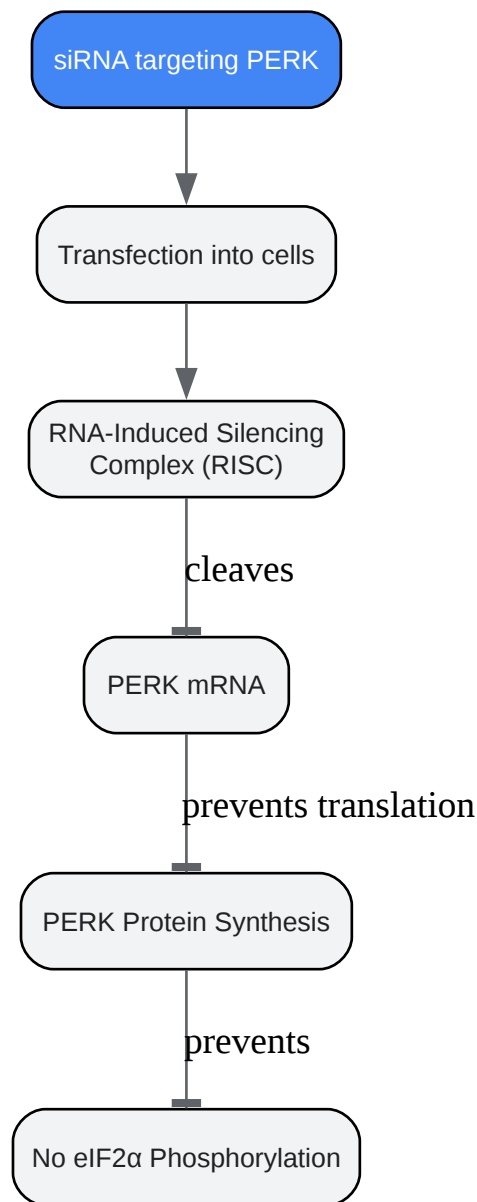 siRNA targeting PERK
Transfection into cells
RNA-Induced Silencing
Complex (RISC)
cleaves
PERK mRNA
prevents translation
PERK Protein Synthesis
prevents
No eIF2α Phosphorylation